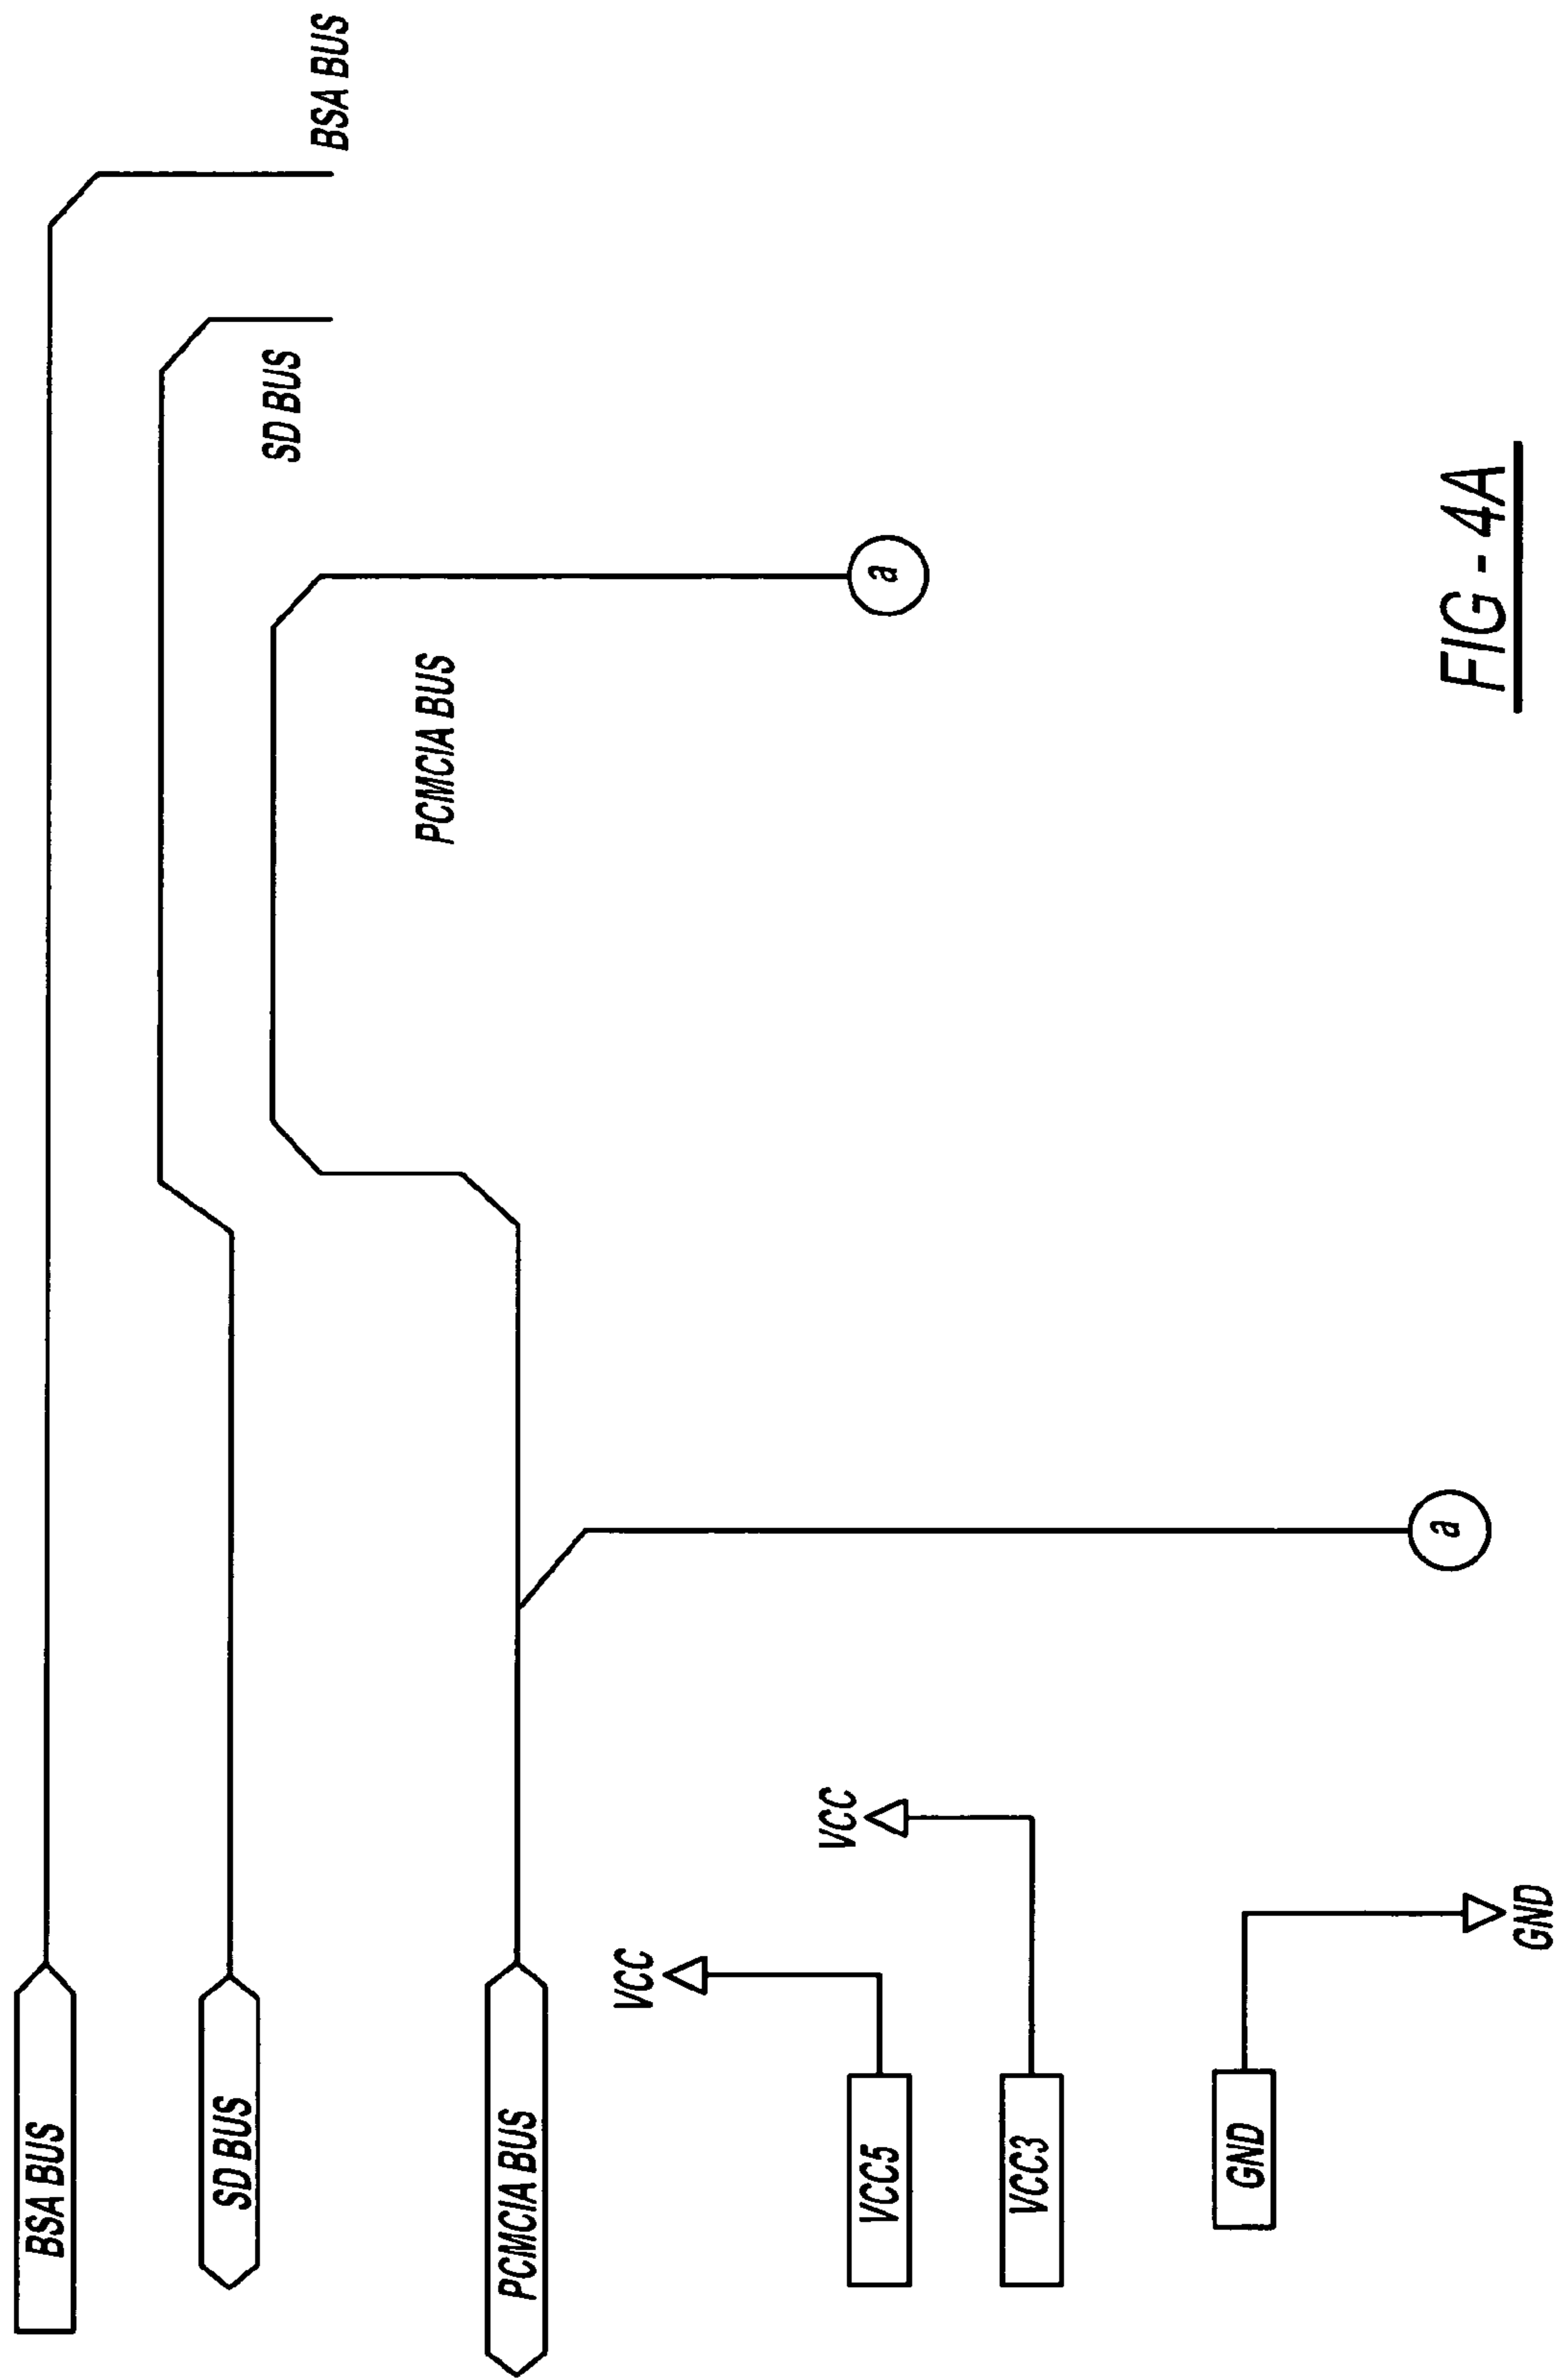 BSA BUS
BSA BUS
SD BUS
SD BUS
PCMCIA BUS
PCMCIA BUS
VCC
VCC5
VCC
VCC3
a
GND
GND
a
FIG - 4A